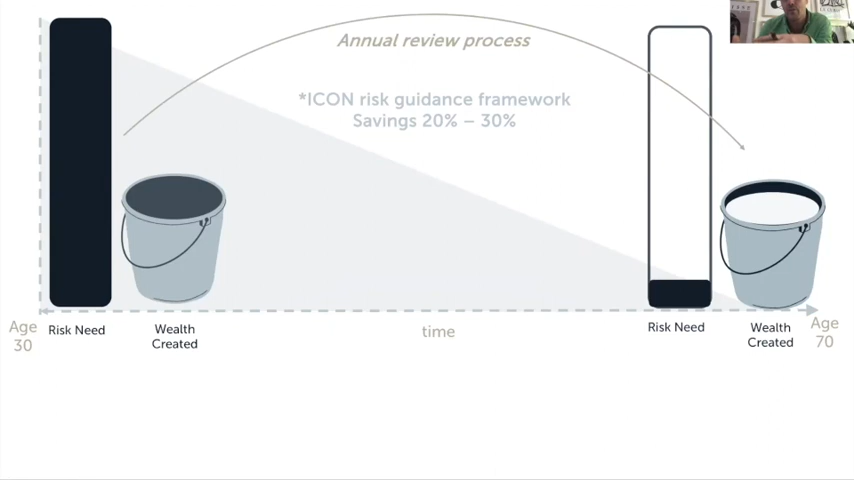 Annual review process
*ICON risk guidance framework
Savings 20% – 30%
Age
30
Risk Need
Wealth
Created
time
Risk Need
Wealth
Created
Age
70